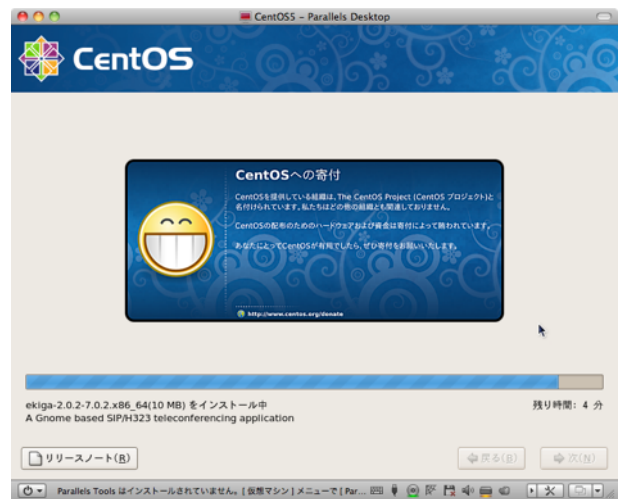 CentOS5 - Parallels Desktop
CentOS
CentOSへの寄付
CentOSを提供している組織は、The CentOS Project (CentOS プロジェクト)と
名付けられています。私たちはどの他の組織とも関連しておりません。
CentOSの配布のためのハードウェアおよび資金は寄付によって賄われています。
あなたにとってCentOSが有用でしたら、ぜひ寄付をお願いいたします。
http://www.centos.org/donate
ekiga-2.0.2-7.0.2.x86_64(10 MB) をインストール中
残り時間: 4 分
A Gnome based SIP/H323 teleconferencing application
リリースノート(R)
戻る(B)
次(N)
Parallels Tools はインストールされていません。[ 仮想マシン ] メニューで [ Par...